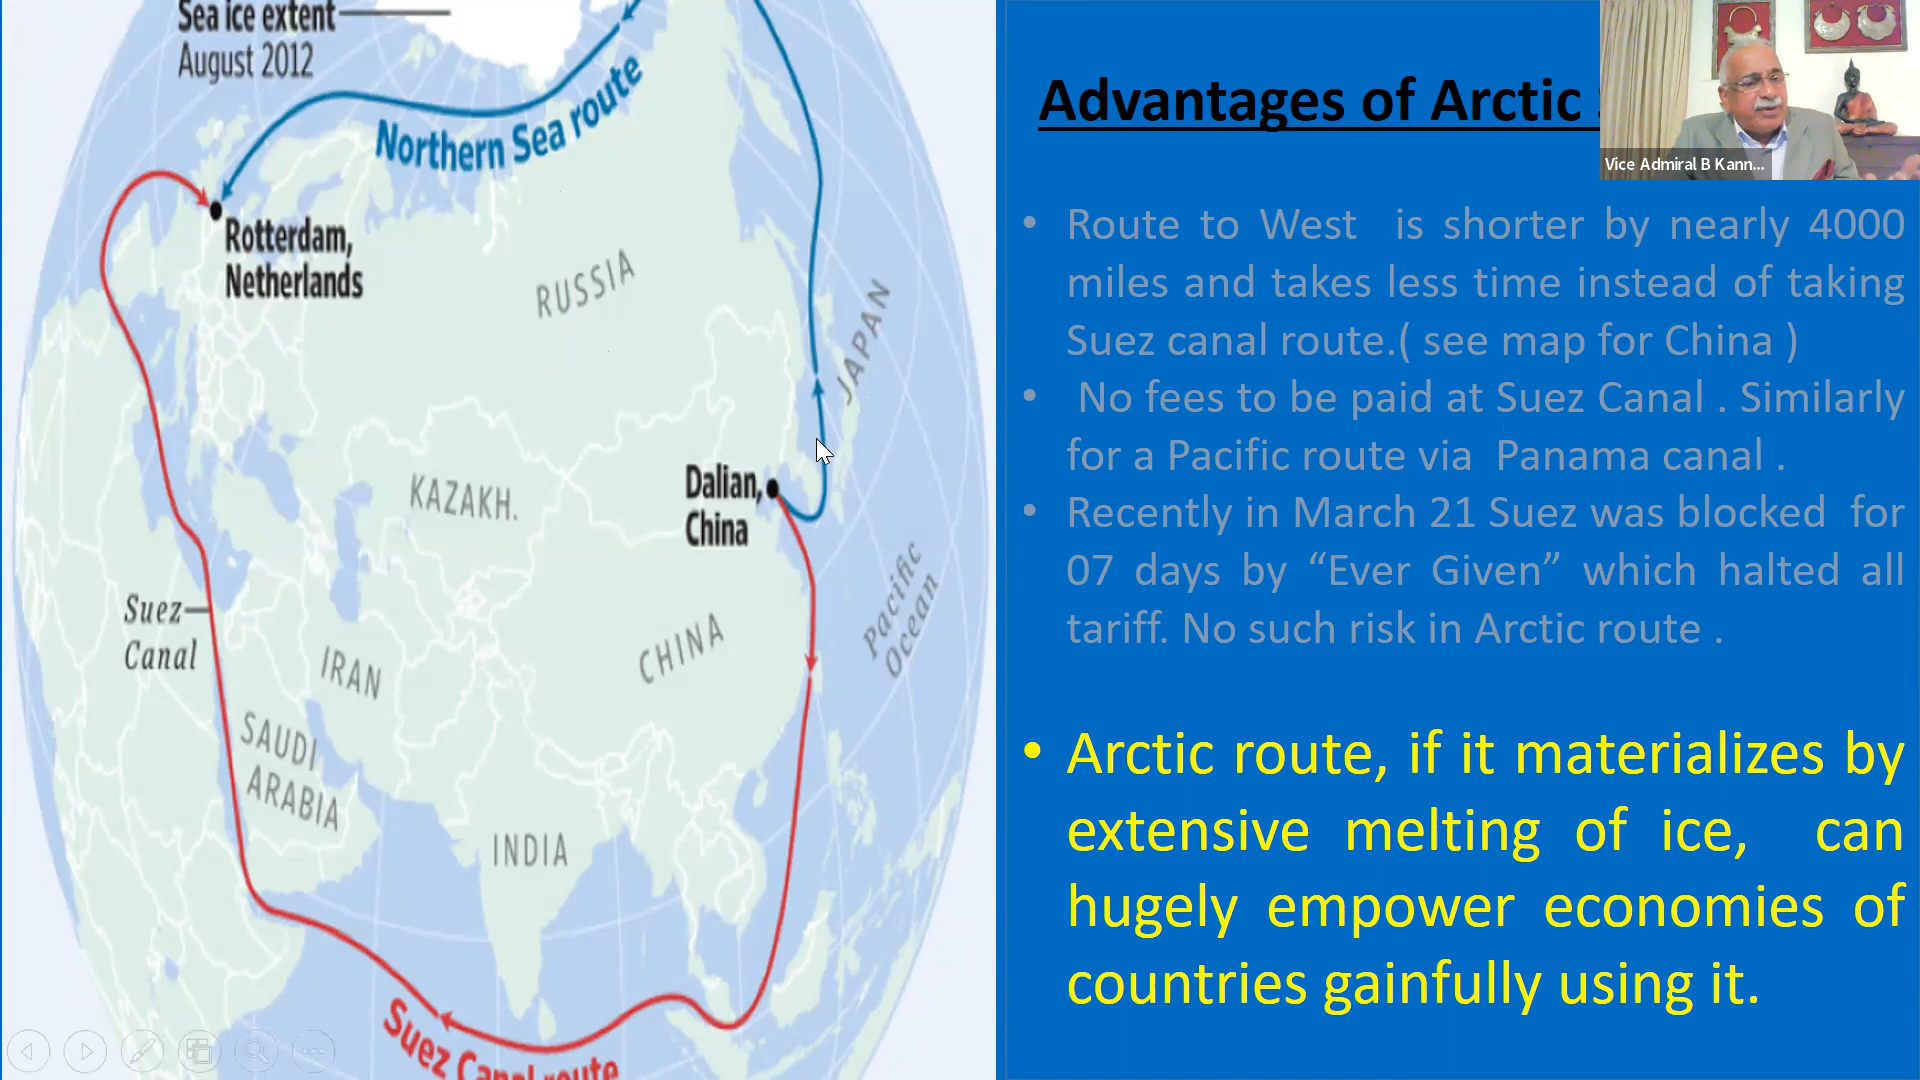 Sea ice extent
August 2012
Northern Sea route
Rotterdam,
Netherlands
RUSSIA
JAPAN
KAZAKH.
Dalian,
China
Pacific
Ocean
Suez
Canal
IRAN
CHINA
SAUDI
ARABIA
INDIA
Suez Canal route
Advantages of Arctic
Vice Admiral B Kann...
• Route to West is shorter by nearly 4000
miles and takes less time instead of taking
Suez canal route.( see map for China )
• No fees to be paid at Suez Canal . Similarly
for a Pacific route via Panama canal .
• Recently in March 21 Suez was blocked for
07 days by “Ever Given” which halted all
tariff. No such risk in Arctic route .
• Arctic route, if it materializes by
extensive melting of ice, can
hugely empower economies of
countries gainfully using it.